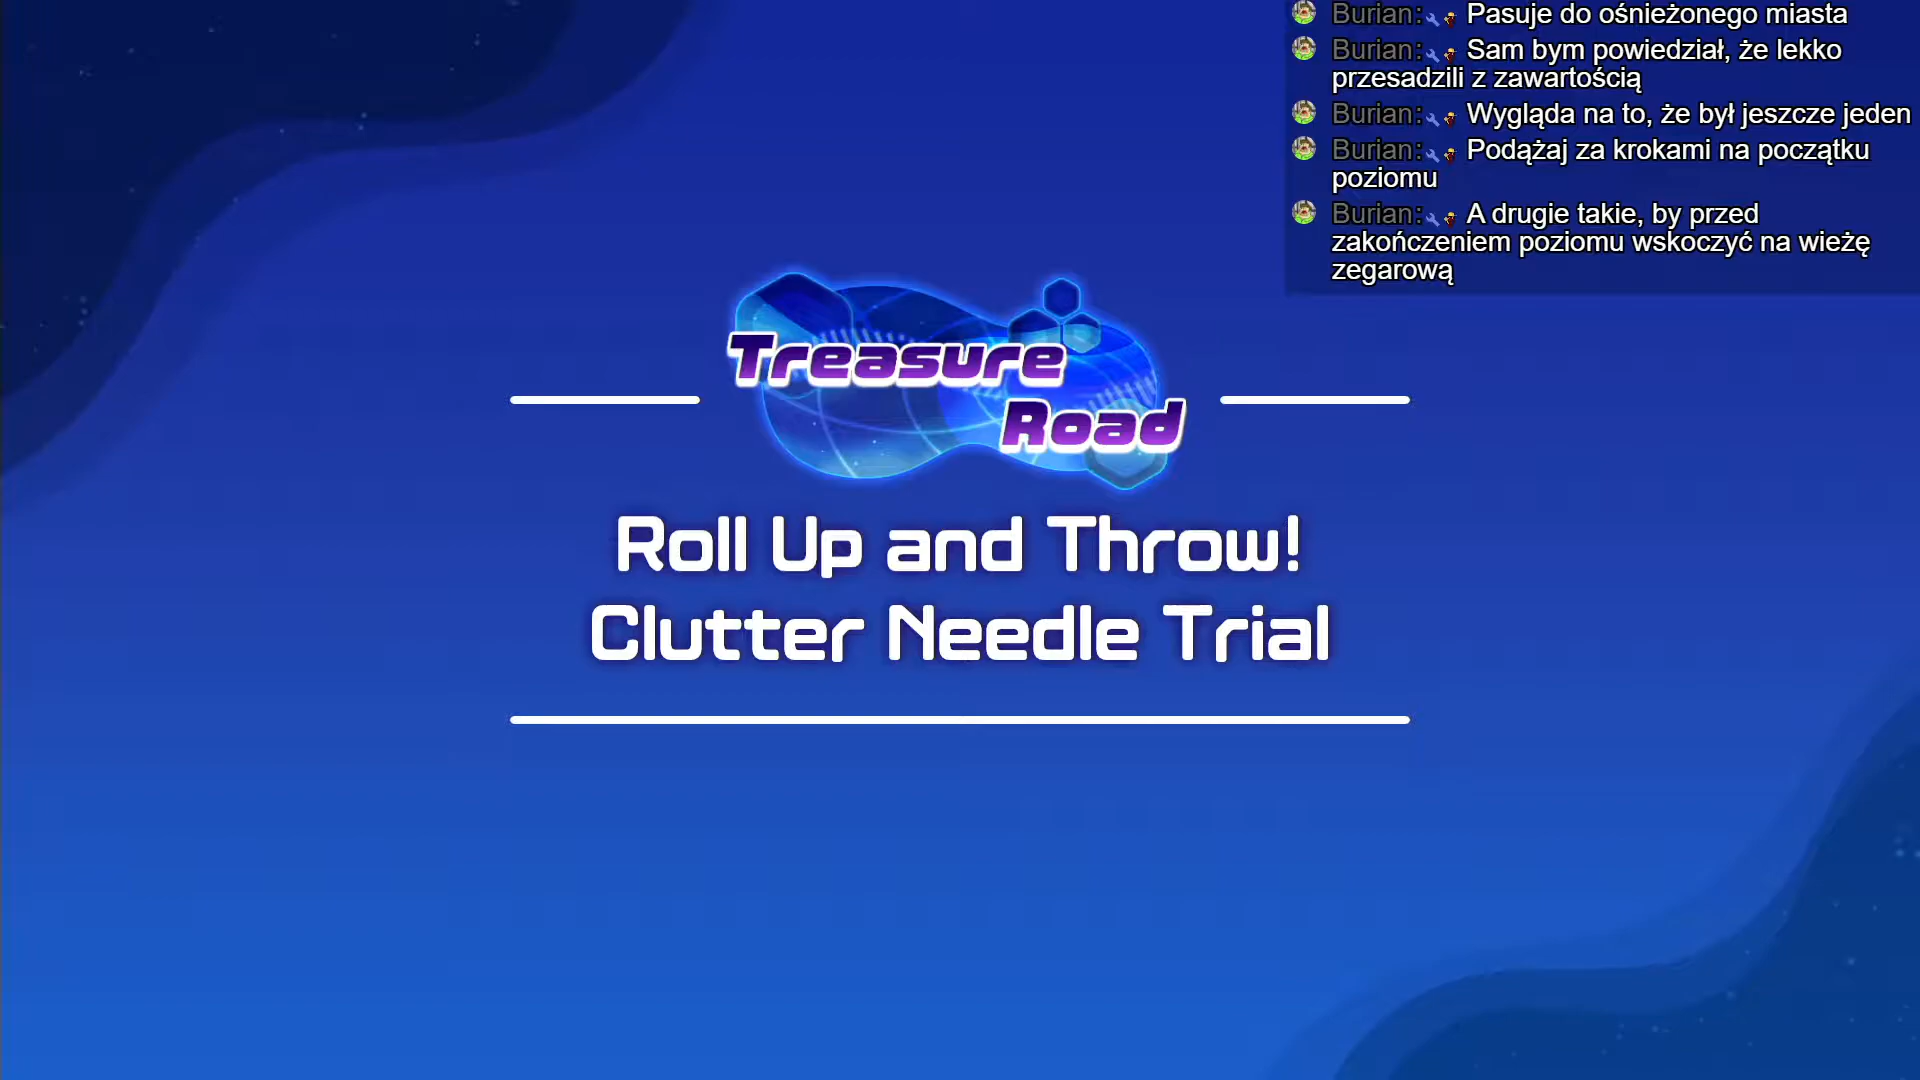 Burian: Pasuje do ośnieżonego miasta
Burian: Sam bym powiedział, że lekko
przesadzili z zawartością
Burian: Wygląda na to, że był jeszcze jeden
Burian: Podążaj za krokami na początku
poziomu
Burian: A drugie takie, by przed
zakończeniem poziomu wskoczyć na wieżę
zegarową
Treasure
Road
Roll Up and Throw!
Clutter Needle Trial